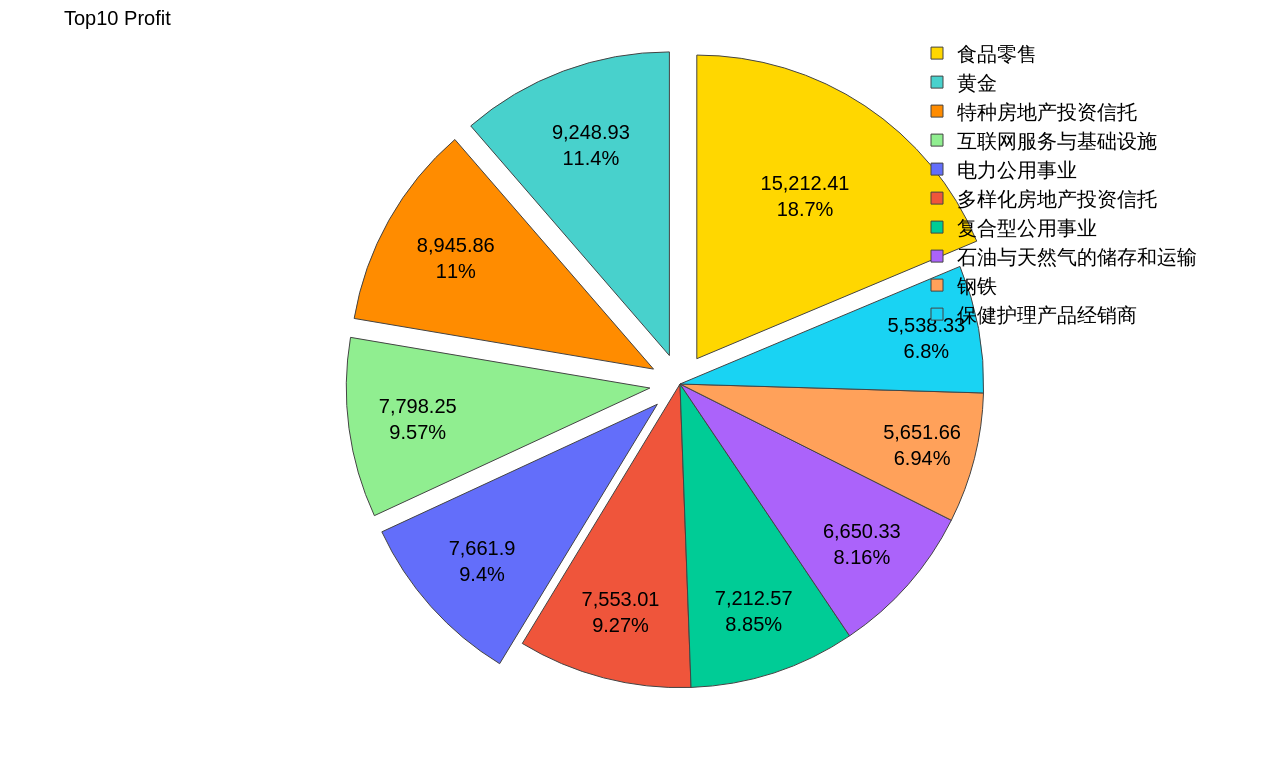 Top10 Profit
食品零售
黄金
特种房地产投资信托
互联网服务与基础设施
电力公用事业
多样化房地产投资信托
复合型公用事业
石油与天然气的储存和运输
钢铁
保健护理产品经销商
9,248.93
11.4%
15,212.41
18.7%
8,945.86
11%
5,538.33
6.8%
7,798.25
9.57%
5,651.66
6.94%
7,661.9
9.4%
6,650.33
8.16%
7,553.01
9.27%
7,212.57
8.85%